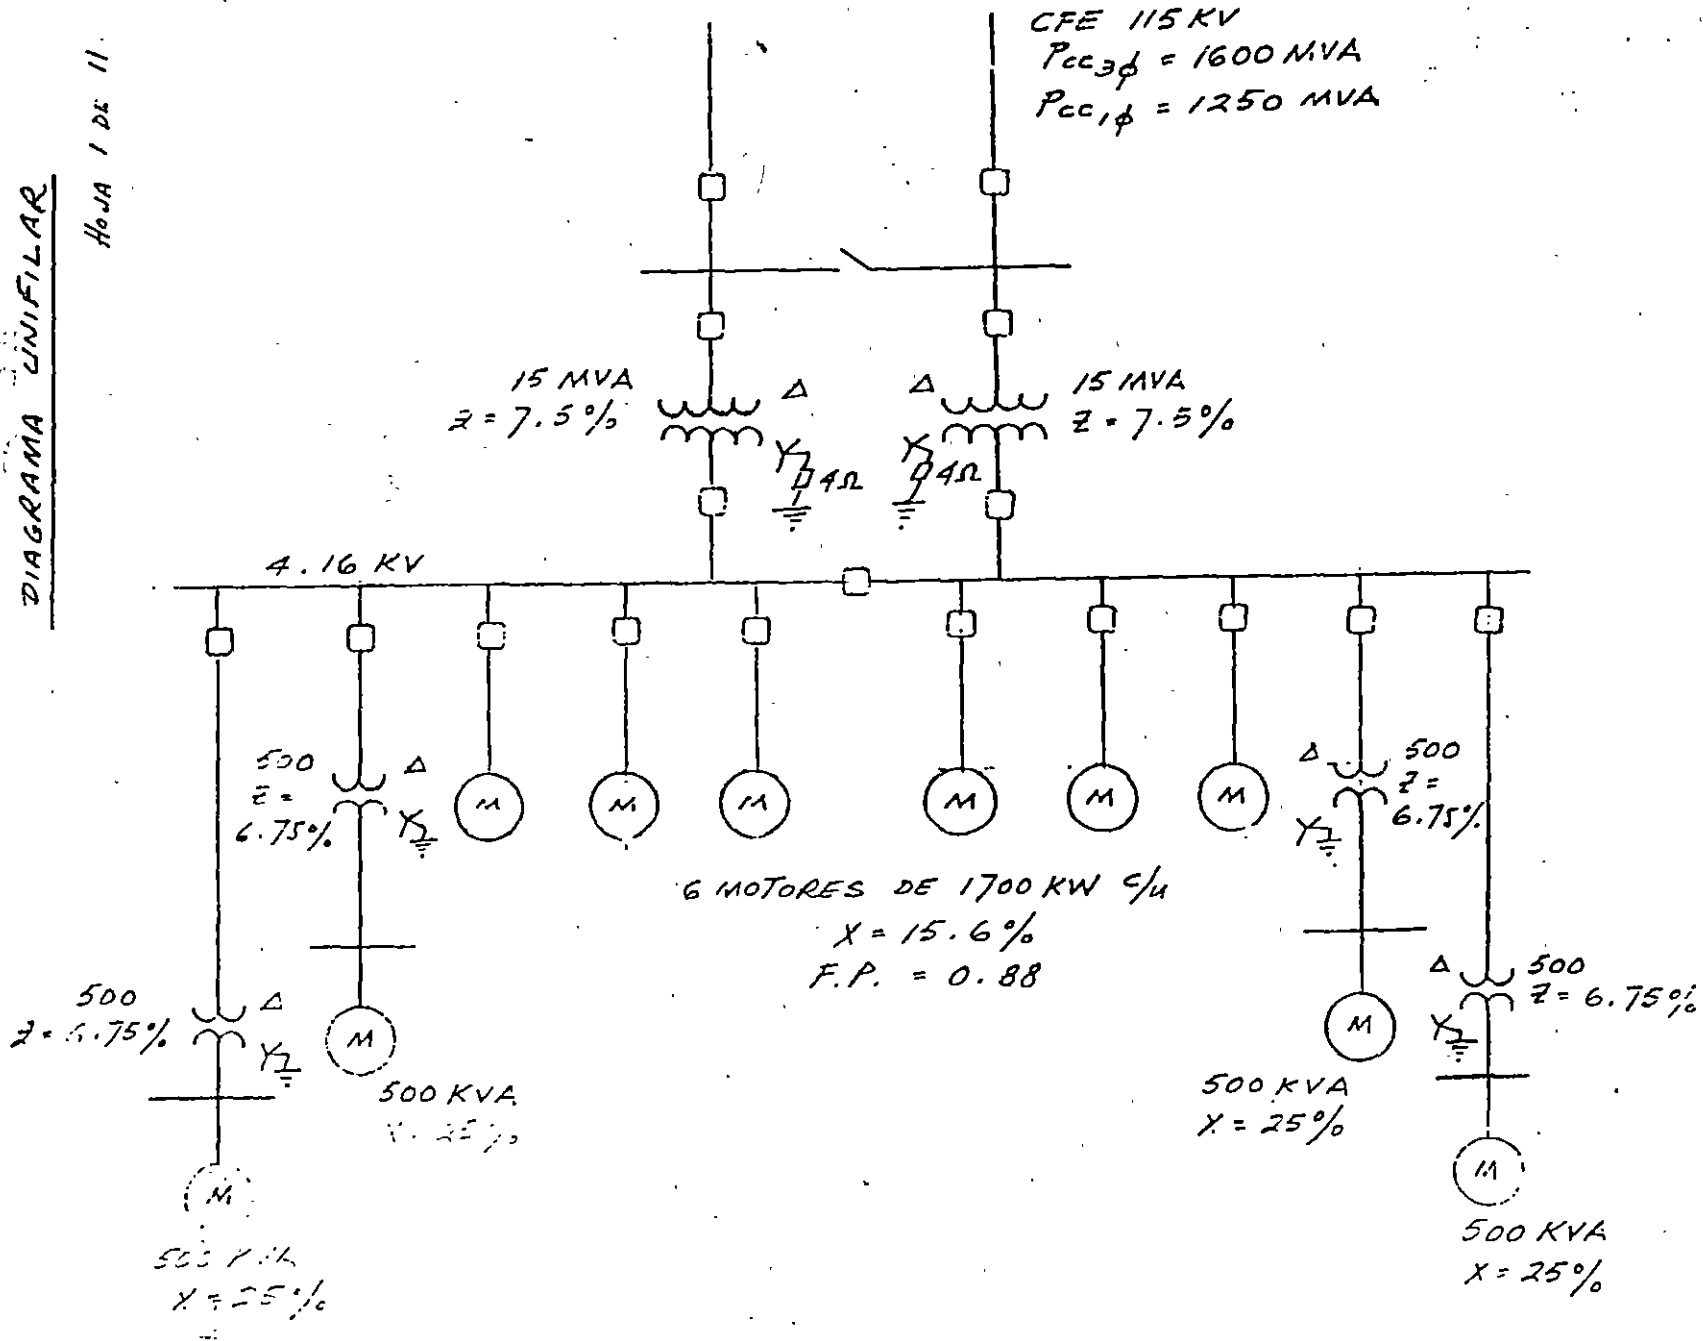 DIAGRAMA UNIFILAR
HOJA 1 DE 11
CFE 115 KV
Pcc3φ = 1600 MVA
Pcc1φ = 1250 MVA
15 MVA
Z = 7.5%
Δ
Y
4Ω
Δ
Y
4Ω
15 MVA
Z = 7.5%
4.16 KV
500
Z =
6.75%
Δ
Y
M
M
M
M
M
M
Δ
Y
500
Z =
6.75%
6 MOTORES DE 1700 KW c/u
X = 15.6%
F.P. = 0.88
500
Z = 6.75%
Δ
Y
M
500 KVA
X = 25%
M
500 KVA
X = 25%
Δ
Y
500
Z = 6.75%
M
X = 25%
M
500 KVA
X = 25%